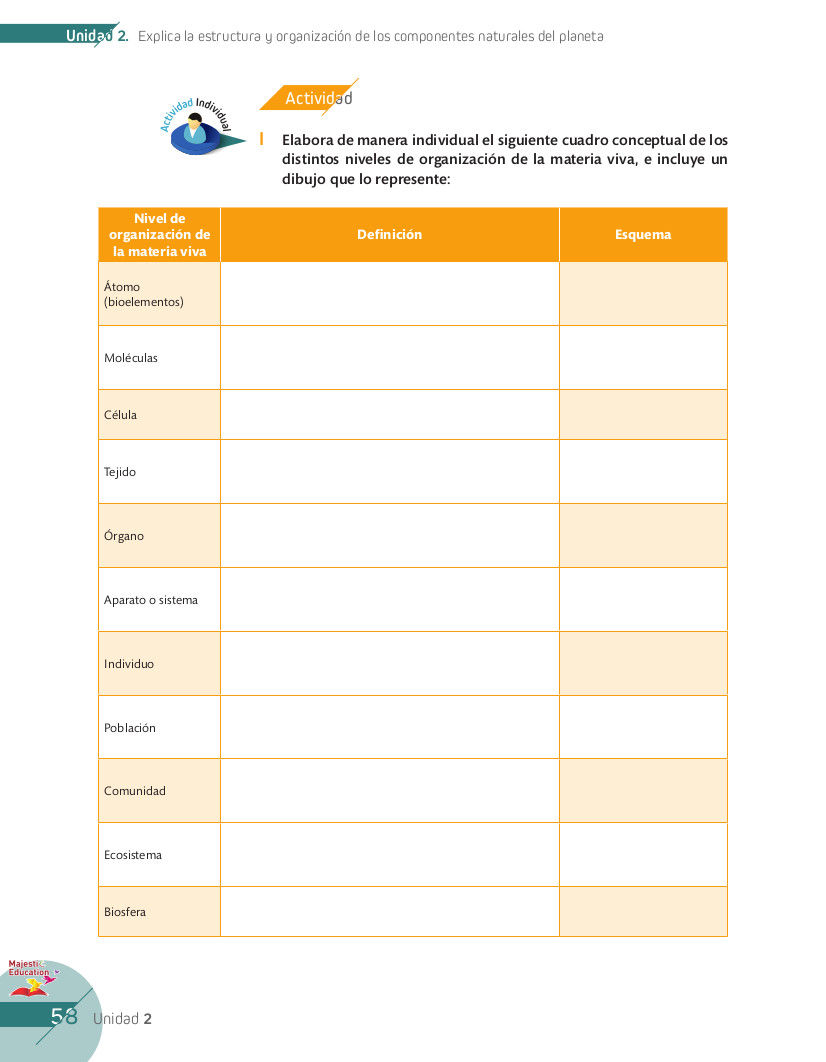 Unidad 2. Explica la estructura y organización de los componentes naturales del planeta
Actividad Individual
Actividad
I Elabora de manera individual el siguiente cuadro conceptual de los
distintos niveles de organización de la materia viva, e incluye un
dibujo que lo represente:
Nivel de
organización de
la materia viva
Definición
Esquema
Átomo
(bioelementos)
Moléculas
Célula
Tejido
Órgano
Aparato o sistema
Individuo
Población
Comunidad
Ecosistema
Biosfera
Majestic
Education
58 Unidad 2